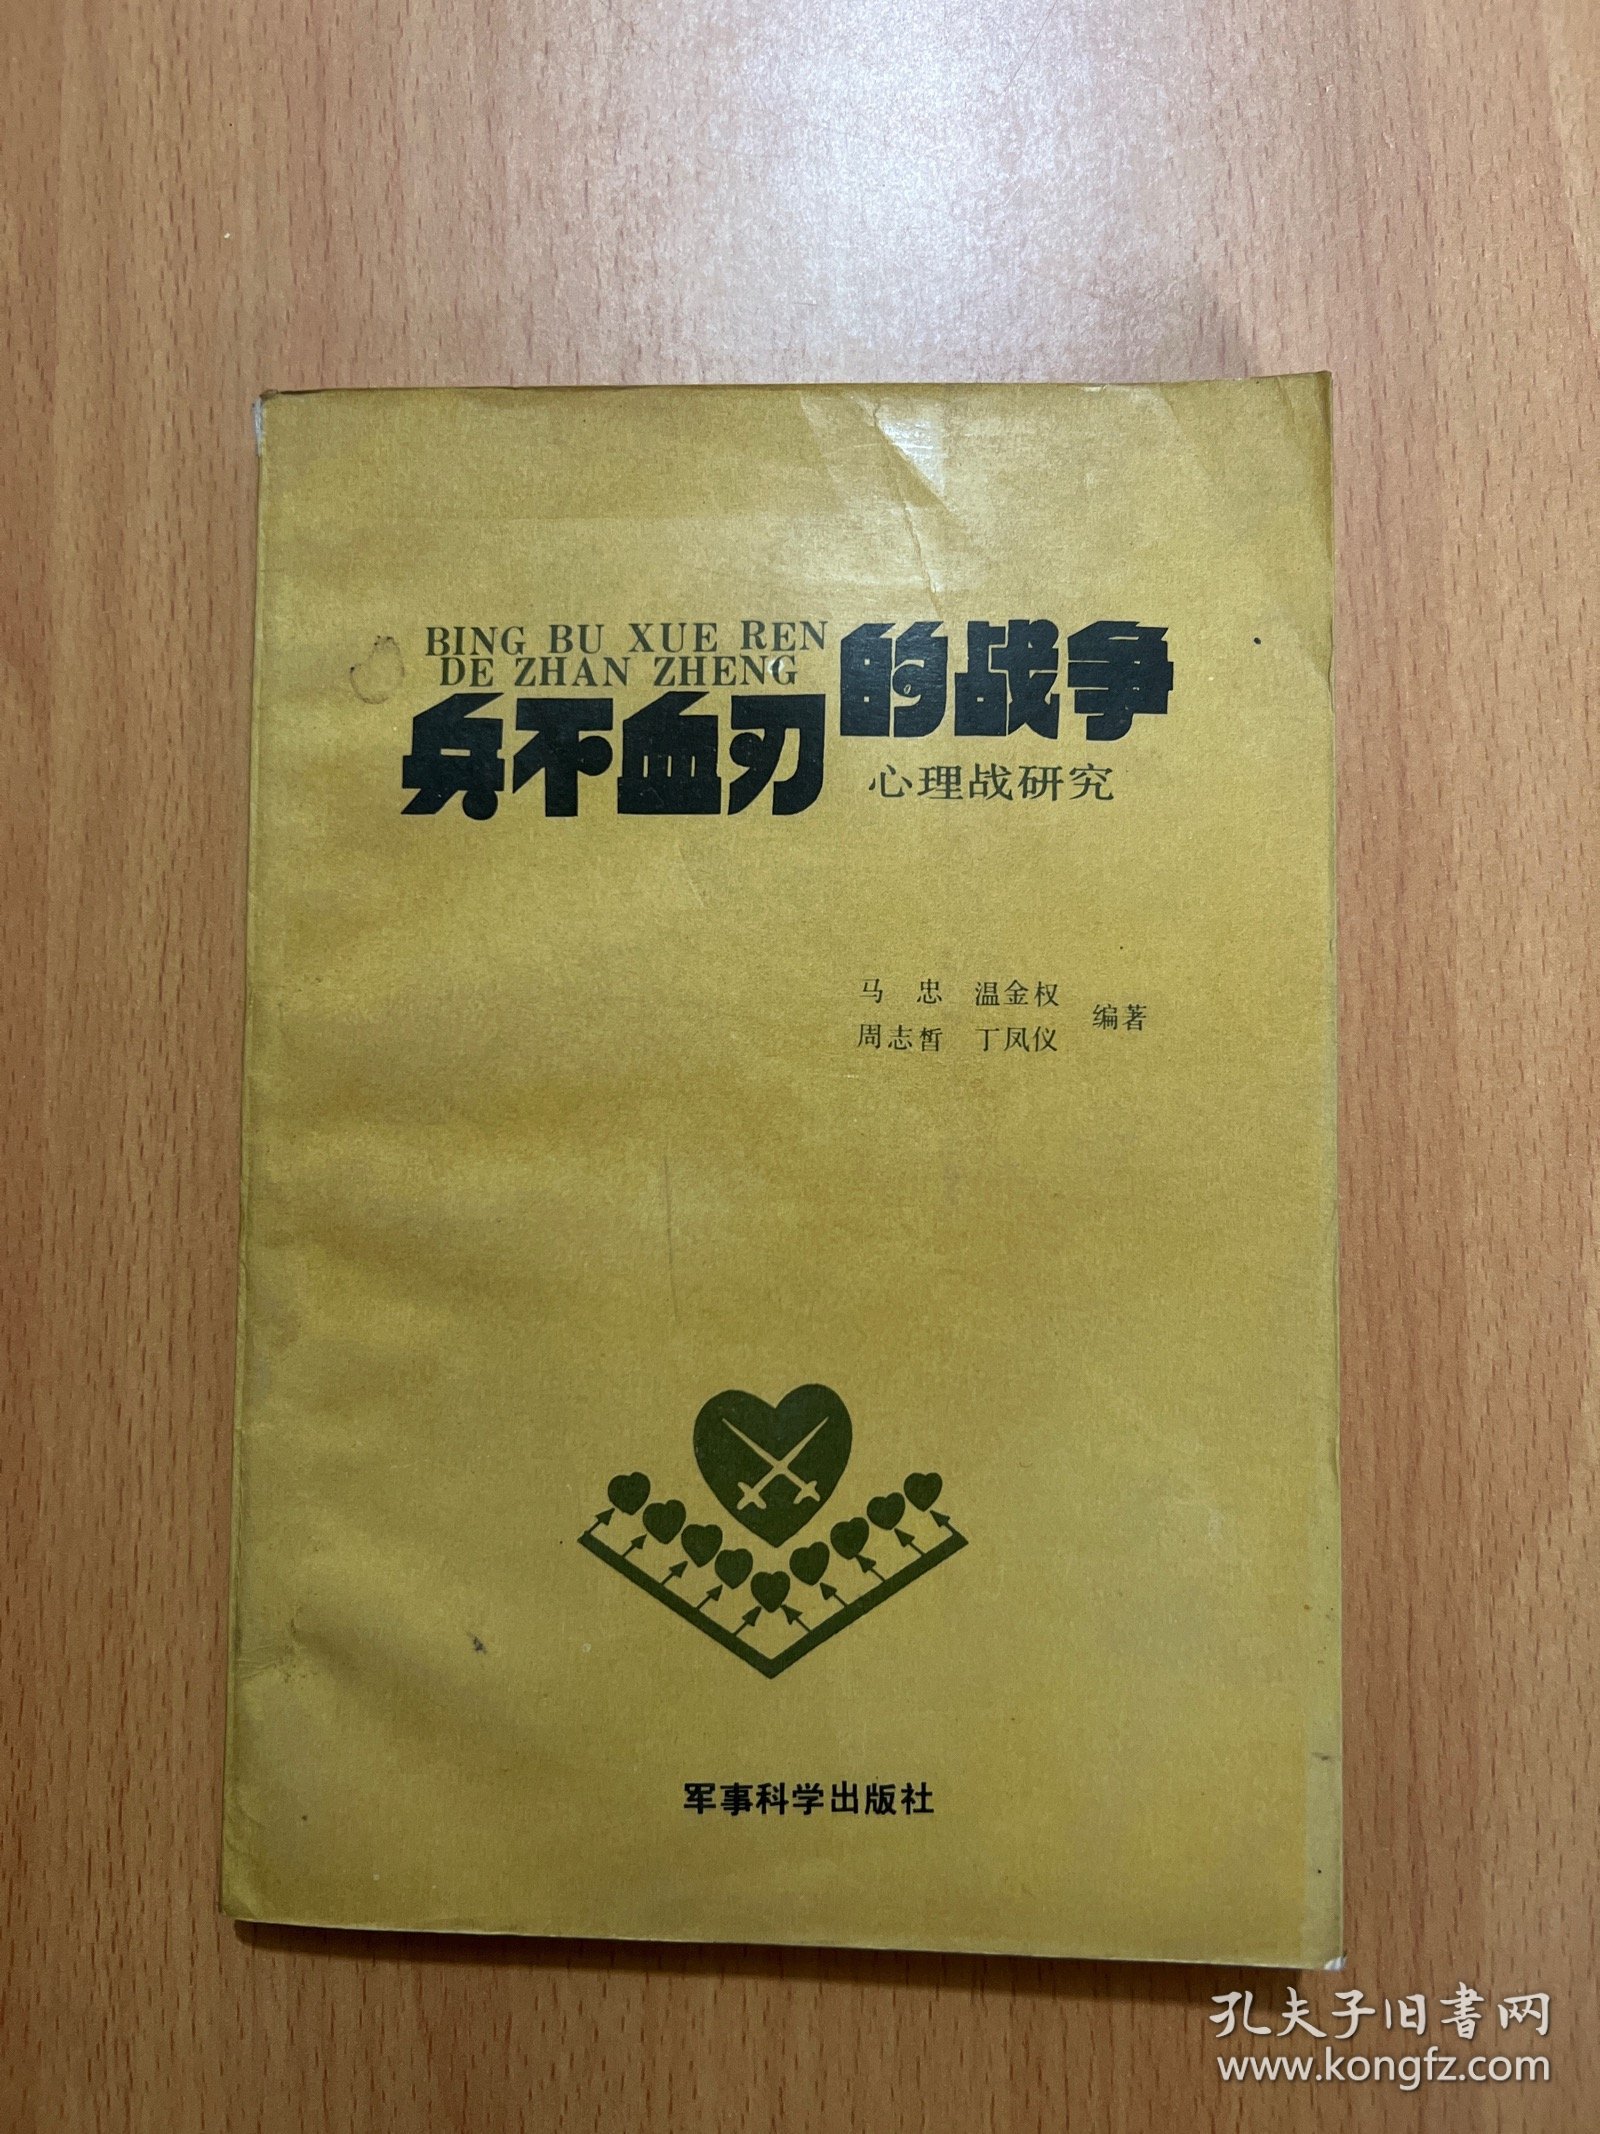 BING BU XUE REN
DE ZHAN ZHENG
兵不血刃的战争
心理战研究
马 忠 温金权
周志皙 丁凤仪
编著
军事科学出版社
孔夫子旧書网
www.kongfz.com